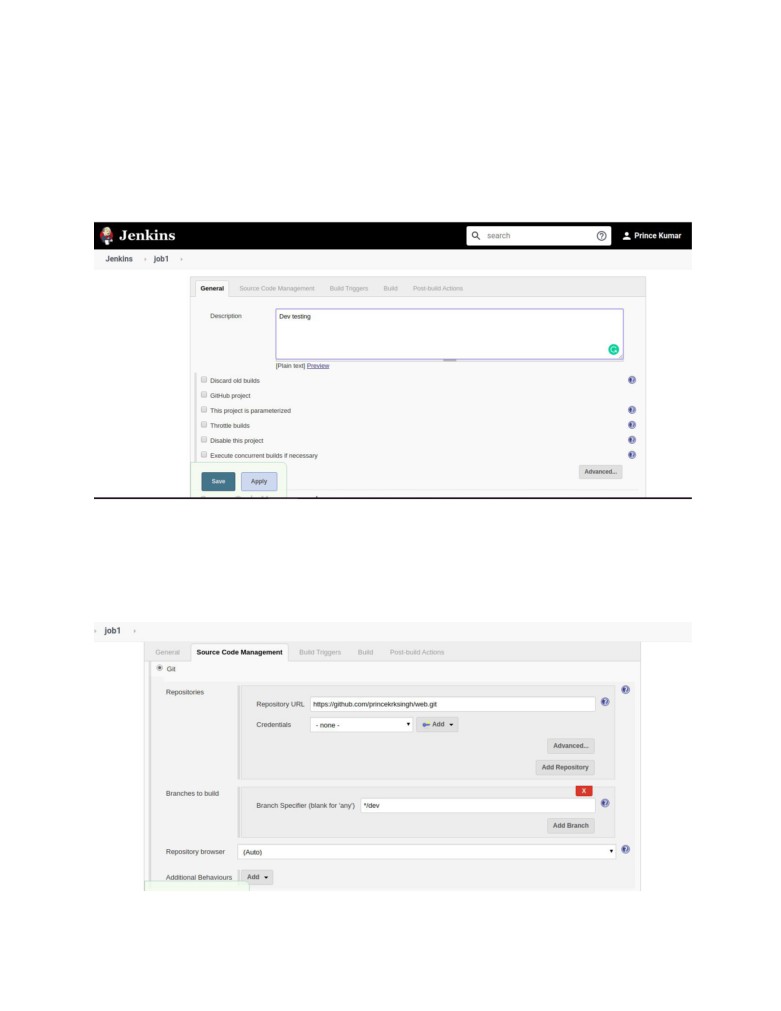 Jenkins
search
Prince Kumar
Jenkins job1
General Source Code Management Build Triggers Build Post-build Actions
Description Dev testing
[Plain text] Preview
Discard old builds
GitHub project
This project is parameterized
Throttle builds
Disable this project
Execute concurrent builds if necessary
Advanced...
Save Apply
job1
General Source Code Management Build Triggers Build Post-build Actions
Git
Repositories
Repository URL https://github.com/princekrksingh/web.git
Credentials - none - Add
Advanced...
Add Repository
X
Branches to build
Branch Specifier (blank for 'any') */dev
Add Branch
Repository browser (Auto)
Additional Behaviours Add